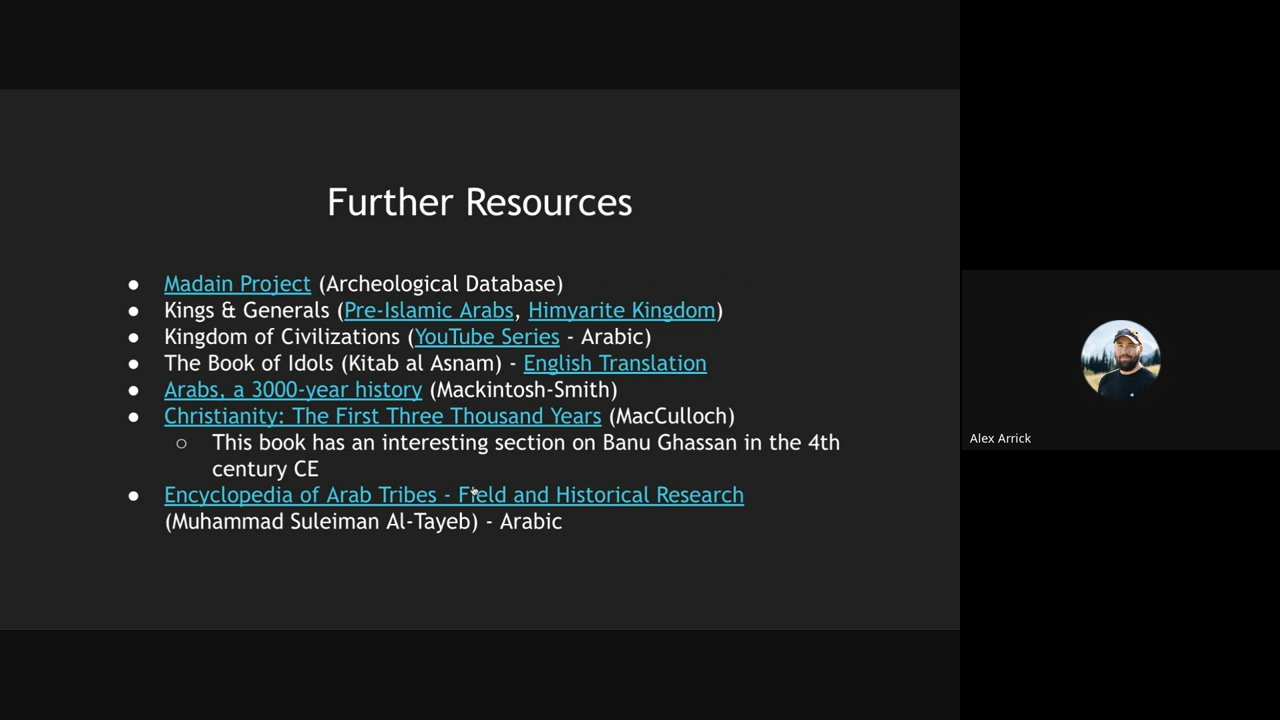 Further Resources
● Madain Project (Archeological Database)
● Kings & Generals (Pre-Islamic Arabs, Himyarite Kingdom)
● Kingdom of Civilizations (YouTube Series - Arabic)
● The Book of Idols (Kitab al Asnam) - English Translation
● Arabs, a 3000-year history (Mackintosh-Smith)
● Christianity: The First Three Thousand Years (MacCulloch)
○ This book has an interesting section on Banu Ghassan in the 4th
century CE
● Encyclopedia of Arab Tribes - Field and Historical Research
(Muhammad Suleiman Al-Tayeb) - Arabic
Alex Arrick